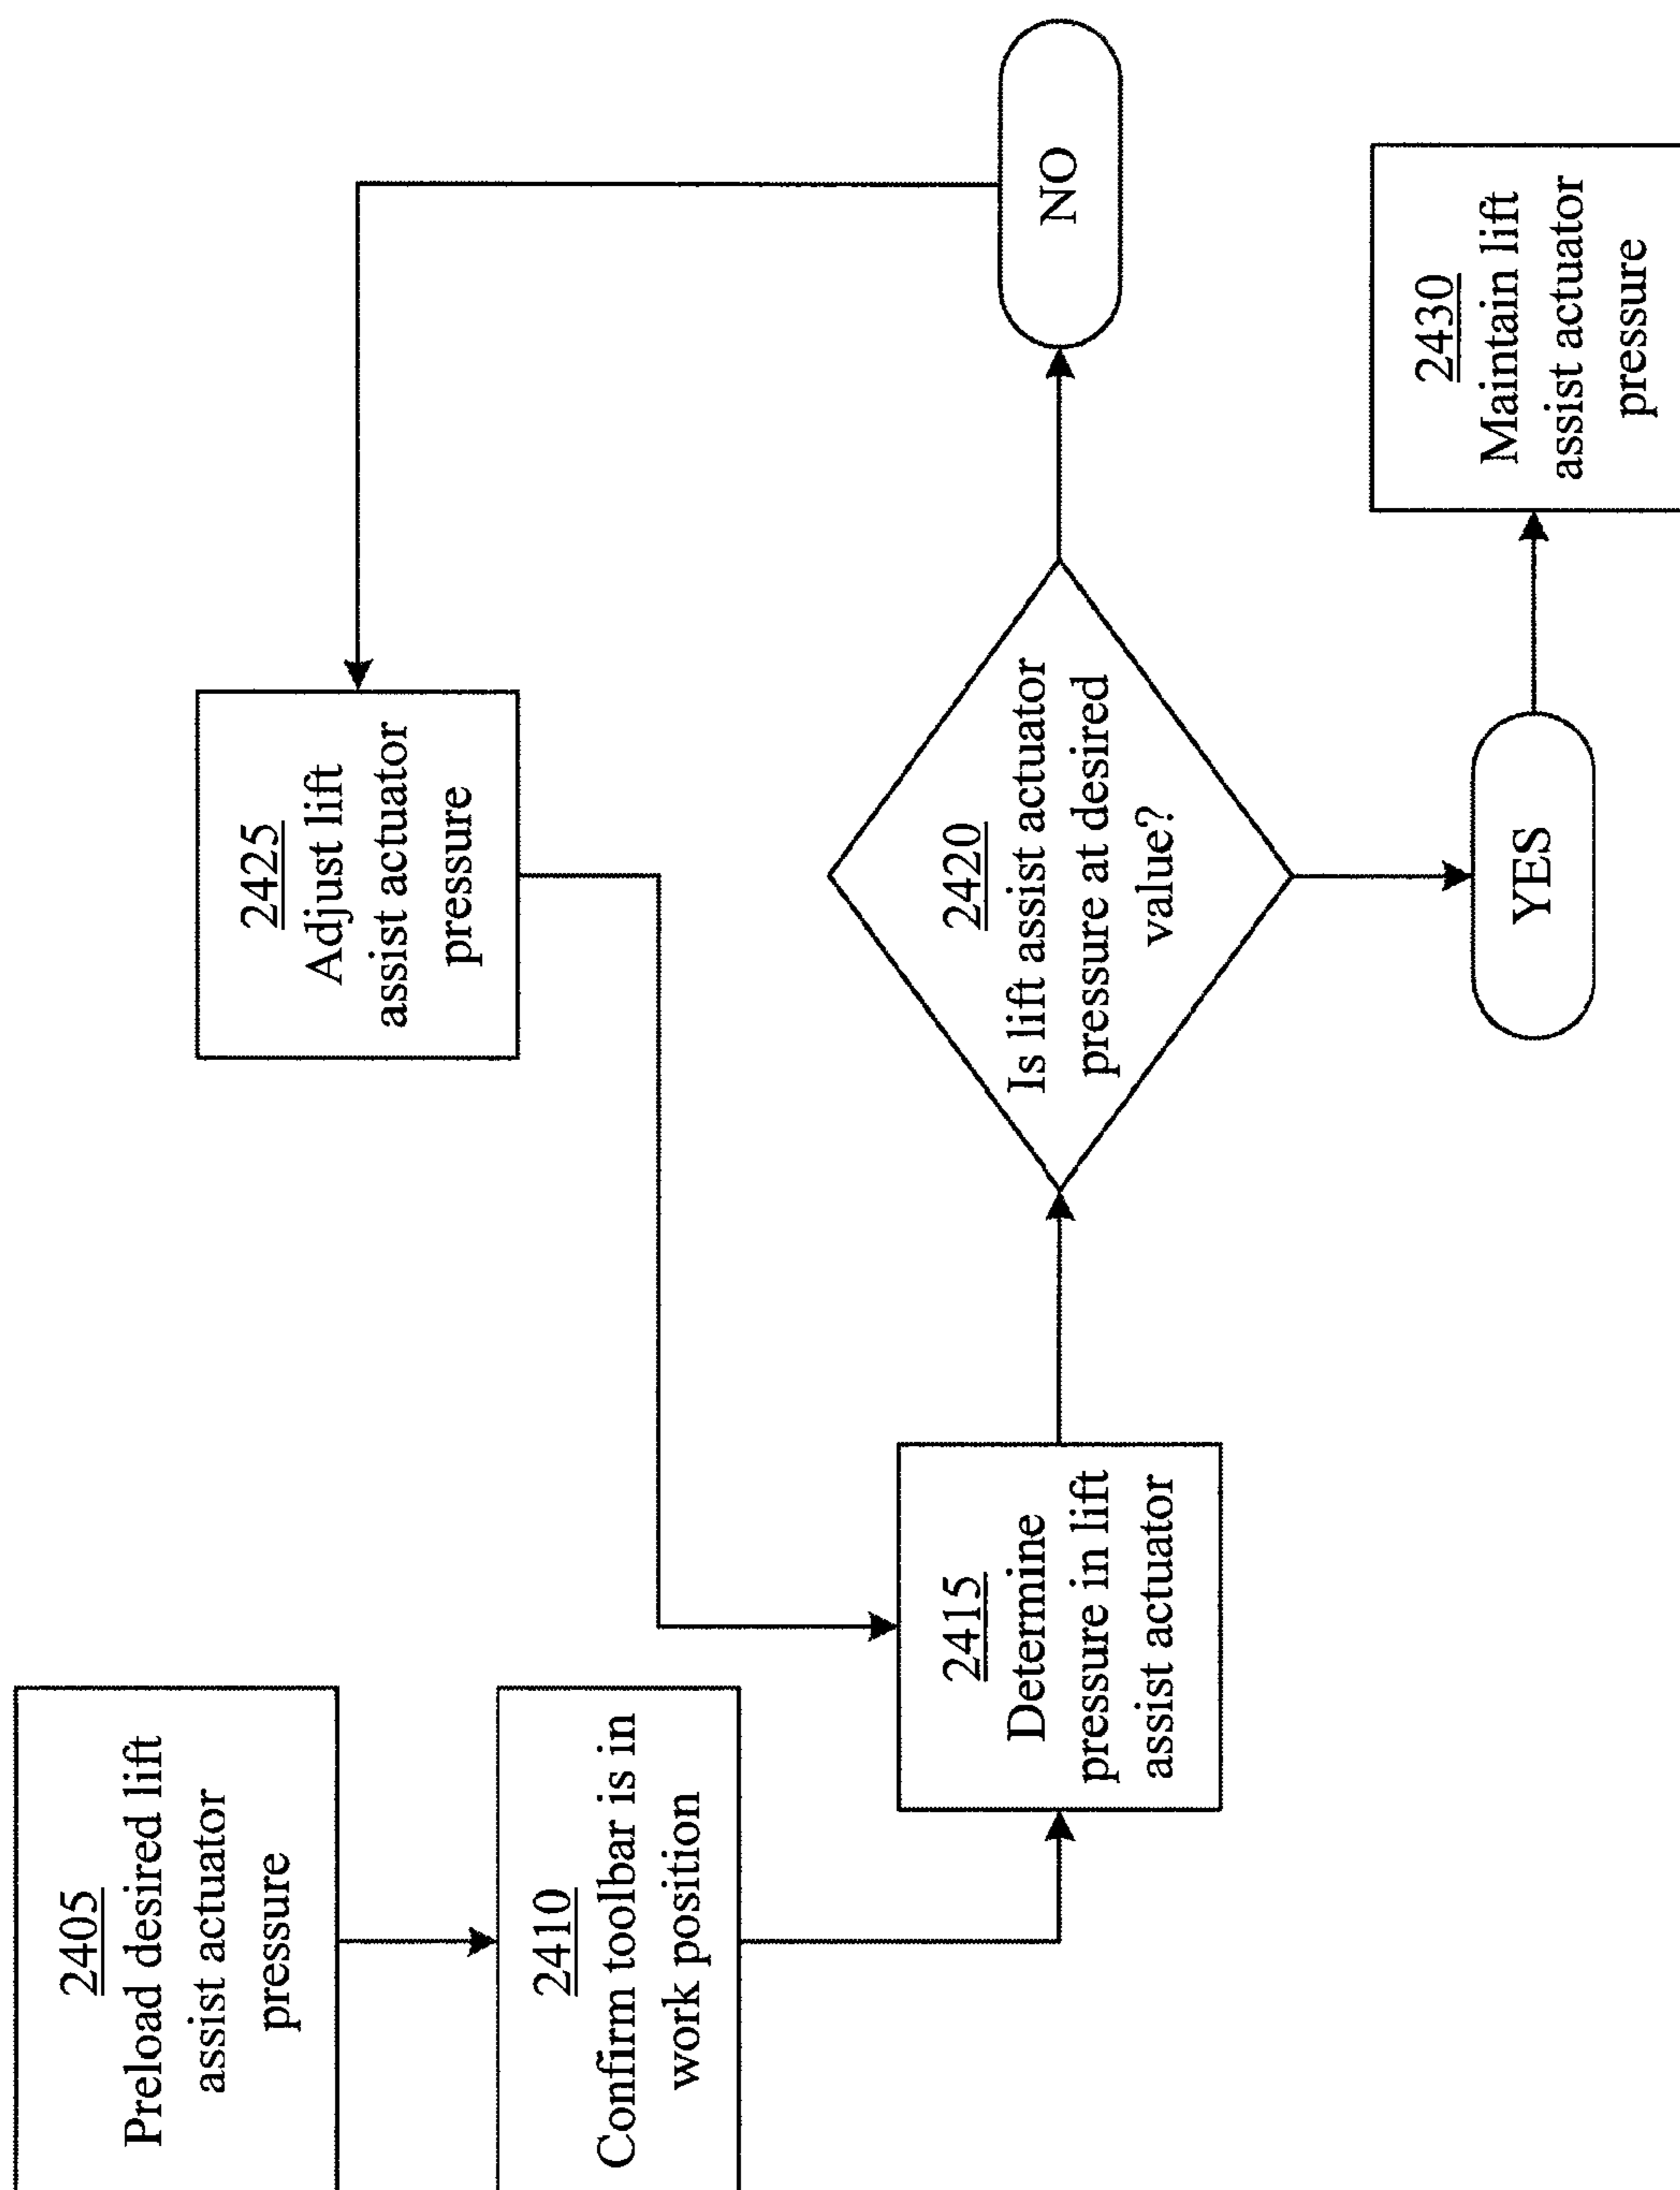 2405
Preload desired lift
assist actuator
pressure
2410
Confirm toolbar is in
work position
2415
Determine
pressure in lift
assist actuator
2420
Is lift assist actuator
pressure at desired
value?
NO
2425
Adjust lift
assist actuator
pressure
YES
2430
Maintain lift
assist actuator
pressure